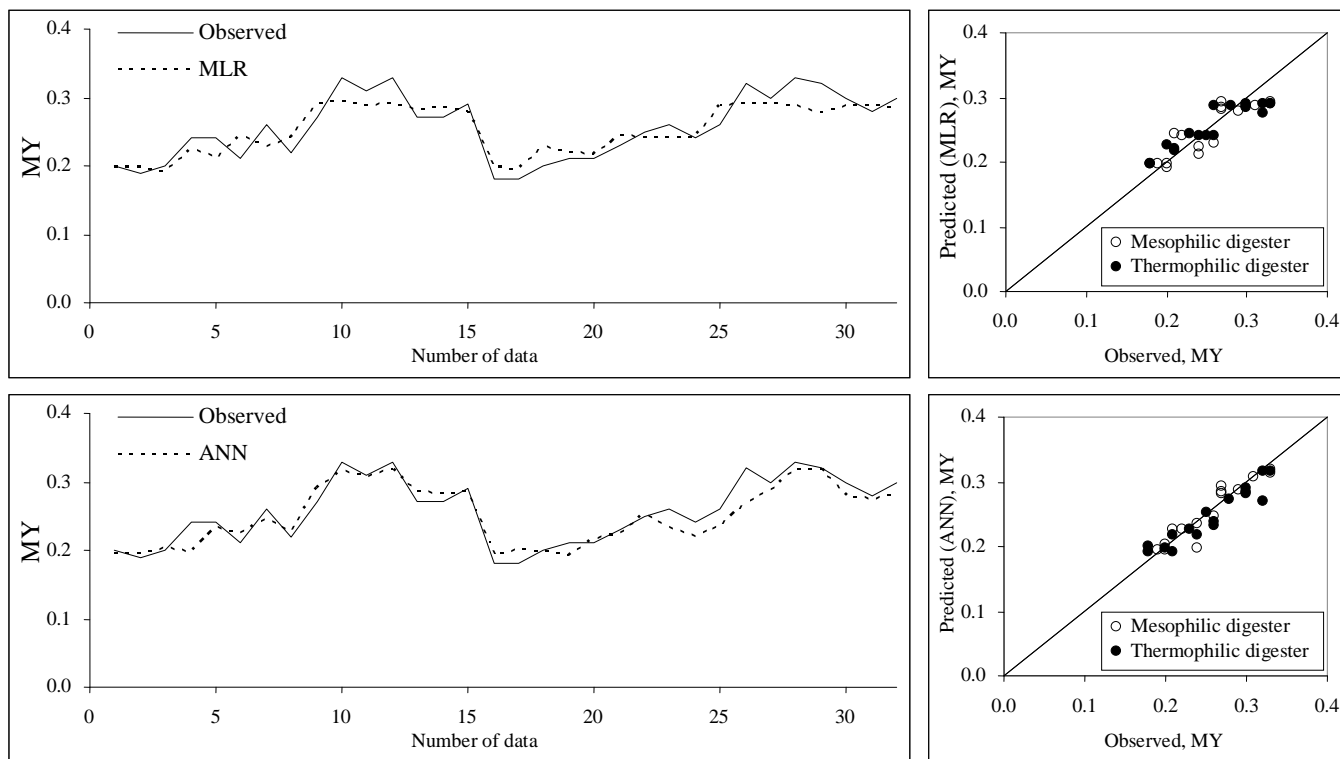 0.4
Observed
MLR
0.3
MY
0.2
0.1
0.0
0 5 10 15 20 25 30
Number of data
0.4
Predicted (MLR), MY
0.3
0.2
0.1
Mesophilic digester
Thermophilic digester
0.0
0.0 0.1 0.2 0.3 0.4
Observed, MY
0.4
Observed
ANN
0.3
MY
0.2
0.1
0.0
0 5 10 15 20 25 30
Number of data
0.4
Predicted (ANN), MY
0.3
0.2
0.1
Mesophilic digester
Thermophilic digester
0.0
0.0 0.1 0.2 0.3 0.4
Observed, MY